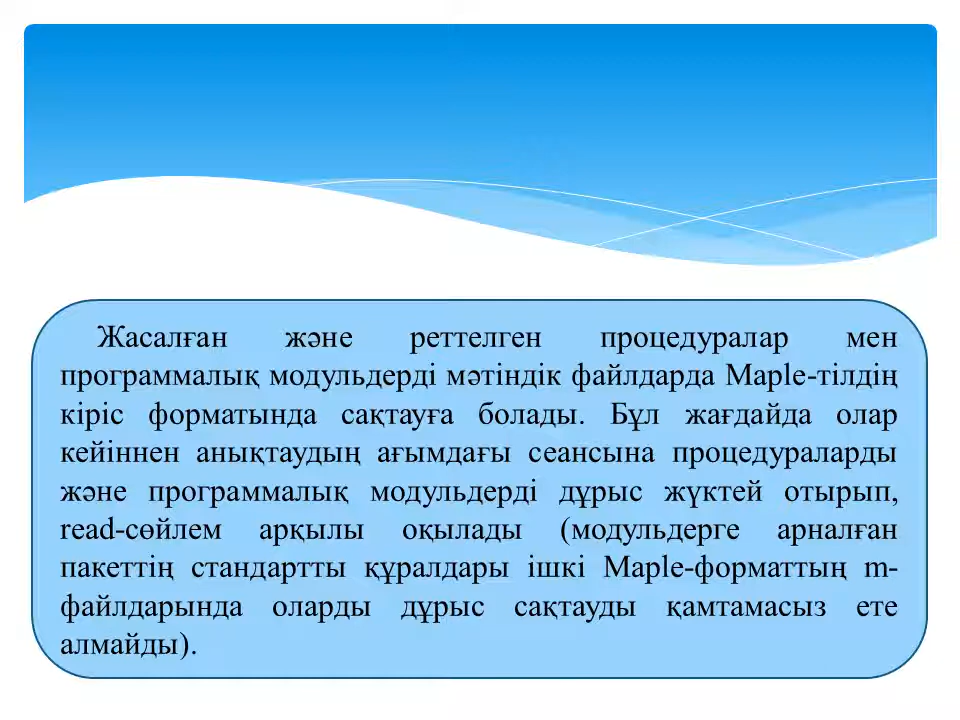 Жасалған және реттелген процедуралар мен
программалық модульдерді мәтіндік файлдарда Maple-тілдің
кіріс форматында сақтауға болады. Бұл жағдайда олар
кейіннен анықтаудың ағымдағы сеансына процедураларды
және программалық модульдерді дұрыс жүктей отырып,
read-сөйлем арқылы оқылады (модульдерге арналған
пакеттің стандартты құралдары ішкі Maple-форматтың m-
файлдарында оларды дұрыс сақтауды қамтамасыз ете
алмайды).